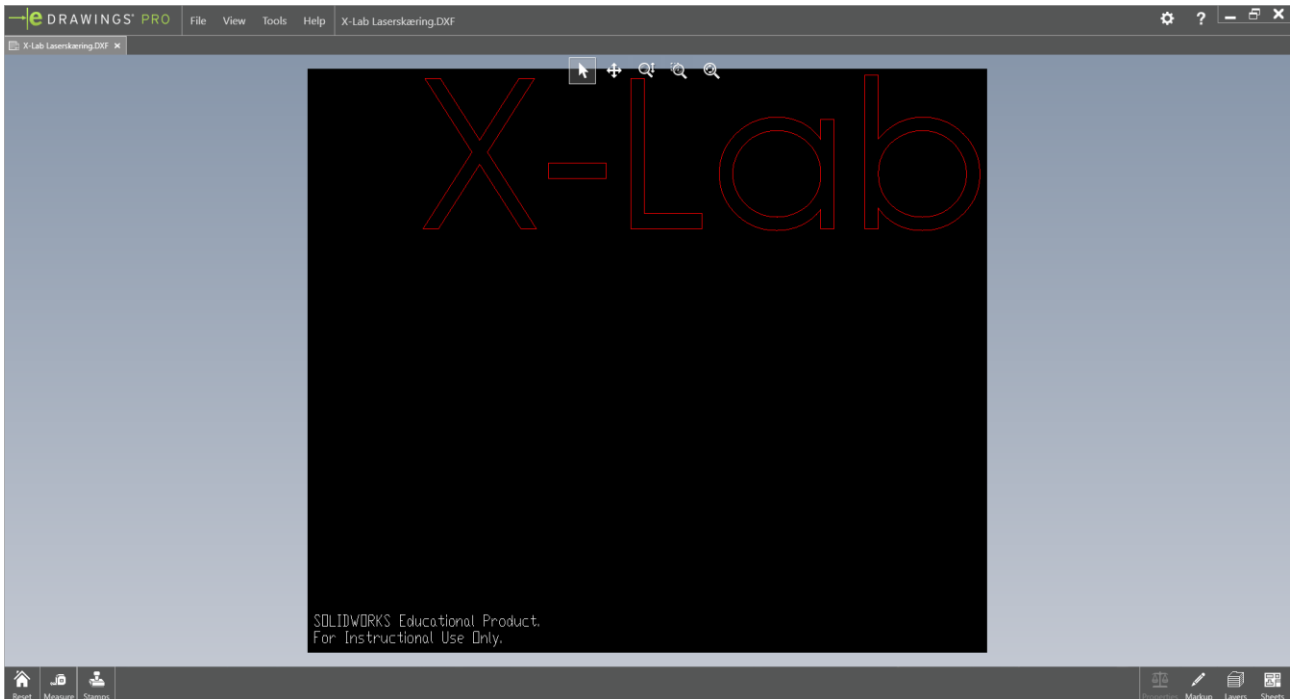 eDRAWINGS® PRO File View Tools Help X-Lab Laserskæring.DXF
X-Lab Laserskæring.DXF
X-Lab
SOLIDWORKS Educational Product.
For Instructional Use Only.
Reset Measure Stamps Properties Markup Layers Sheets